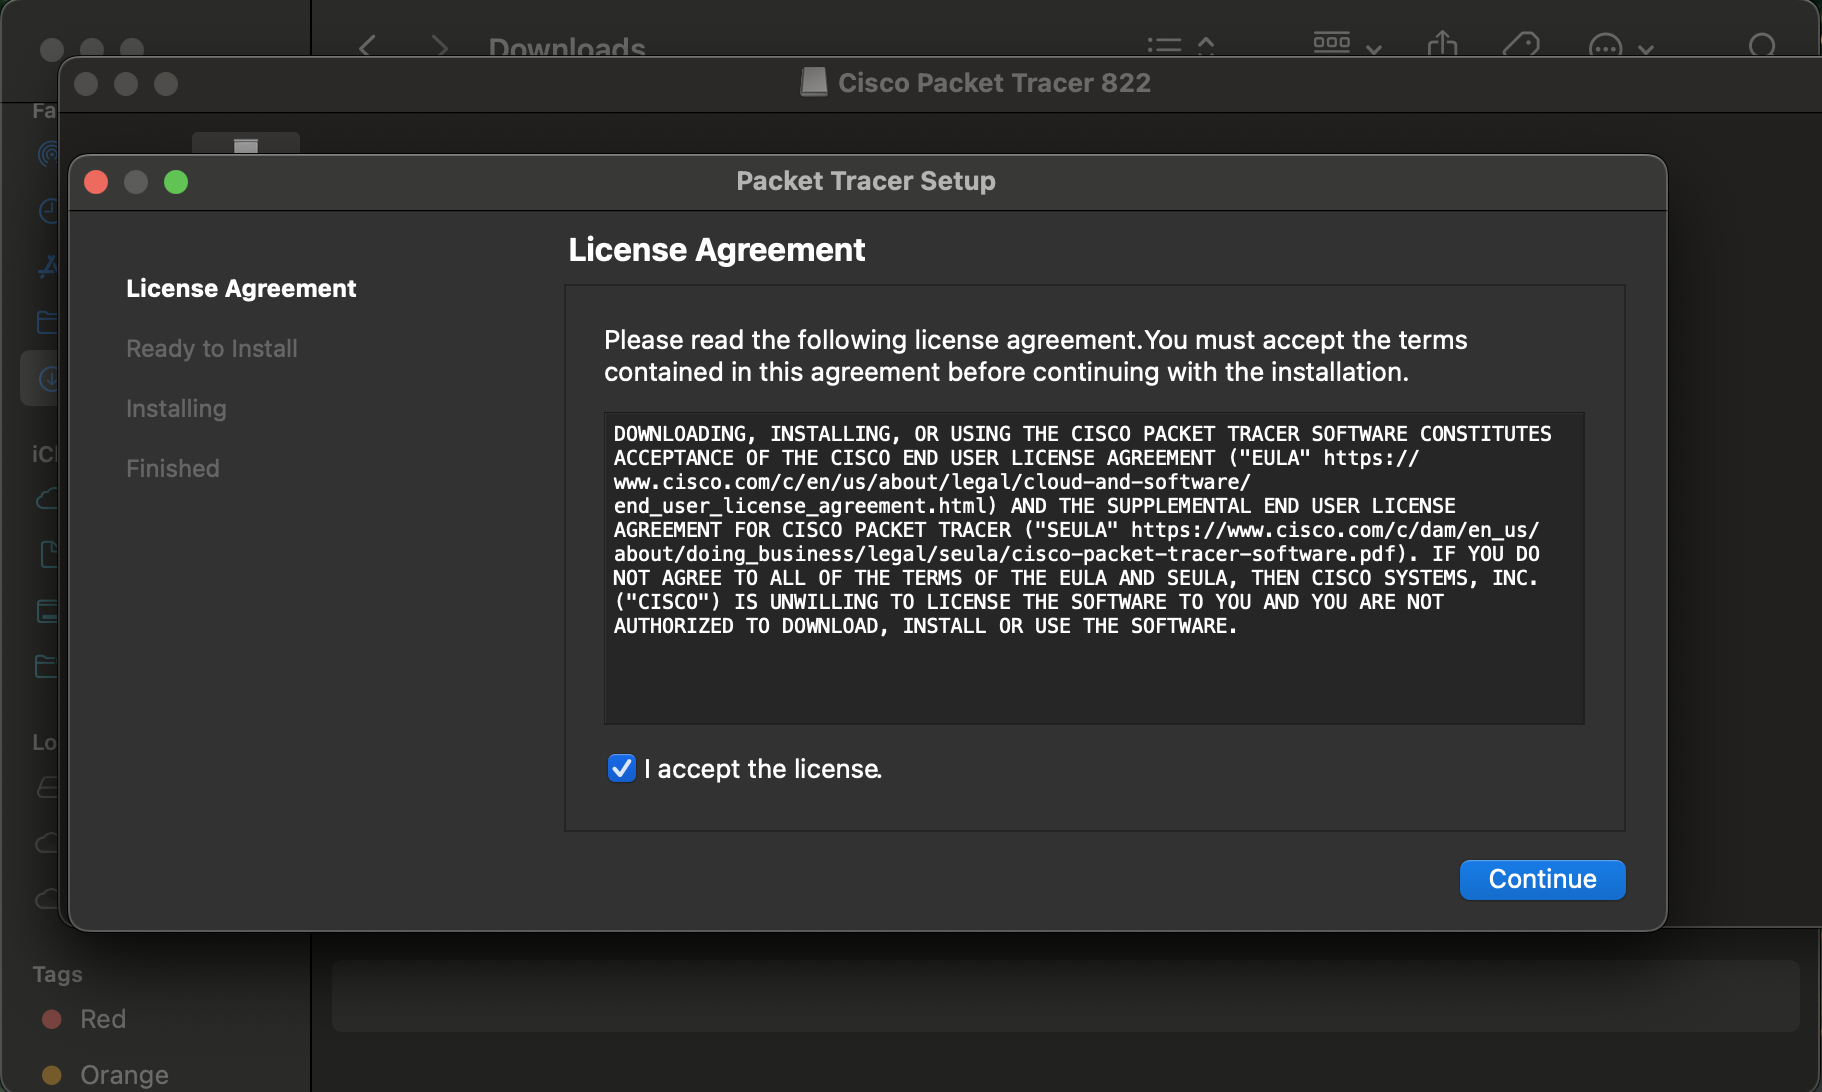 Downloads
Cisco Packet Tracer 822
Fa
Packet Tracer Setup
License Agreement
Ready to Install
Installing
Finished
License Agreement
Please read the following license agreement.You must accept the terms
contained in this agreement before continuing with the installation.
DOWNLOADING, INSTALLING, OR USING THE CISCO PACKET TRACER SOFTWARE CONSTITUTES
ACCEPTANCE OF THE CISCO END USER LICENSE AGREEMENT ("EULA" https://
www.cisco.com/c/en/us/about/legal/cloud-and-software/
end_user_license_agreement.html) AND THE SUPPLEMENTAL END USER LICENSE
AGREEMENT FOR CISCO PACKET TRACER ("SEULA" https://www.cisco.com/c/dam/en_us/
about/doing_business/legal/seula/cisco-packet-tracer-software.pdf). IF YOU DO
NOT AGREE TO ALL OF THE TERMS OF THE EULA AND SEULA, THEN CISCO SYSTEMS, INC.
("CISCO") IS UNWILLING TO LICENSE THE SOFTWARE TO YOU AND YOU ARE NOT
AUTHORIZED TO DOWNLOAD, INSTALL OR USE THE SOFTWARE.
I accept the license.
Continue
iCl
Lo
Tags
Red
Orange